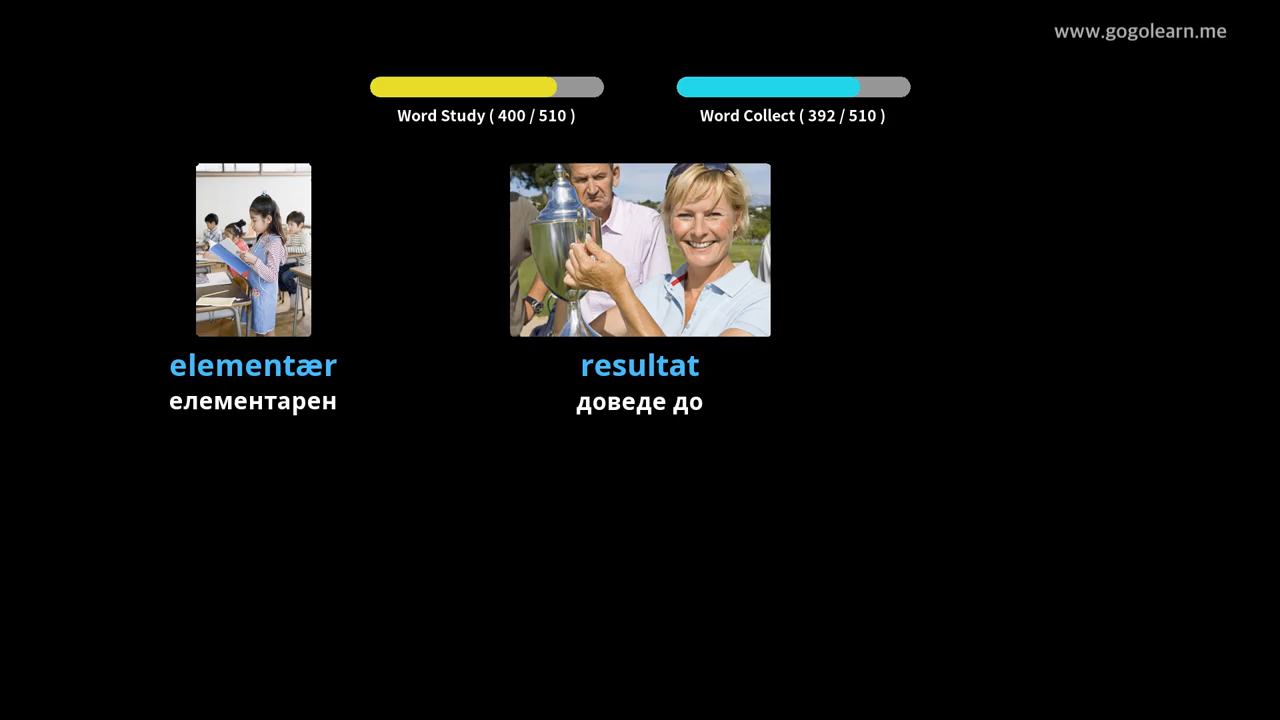 www.gogolearn.me
Word Study ( 400 / 510 )
Word Collect ( 392 / 510 )
elementær
елементарен
resultat
доведе до